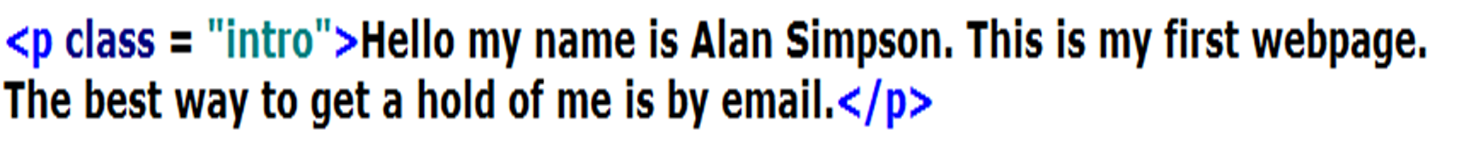 <p class = "intro">Hello my name is Alan Simpson. This is my first webpage.
The best way to get a hold of me is by email.</p>